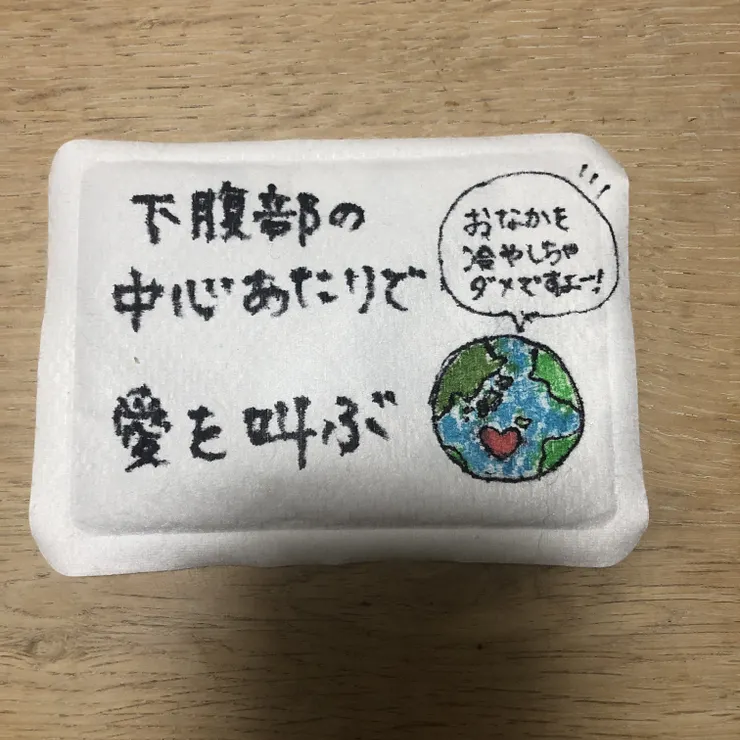 下腹部の
中心あたりで
愛を叫ぶ
おなかを
冷やしちゃ
ダメですよー!